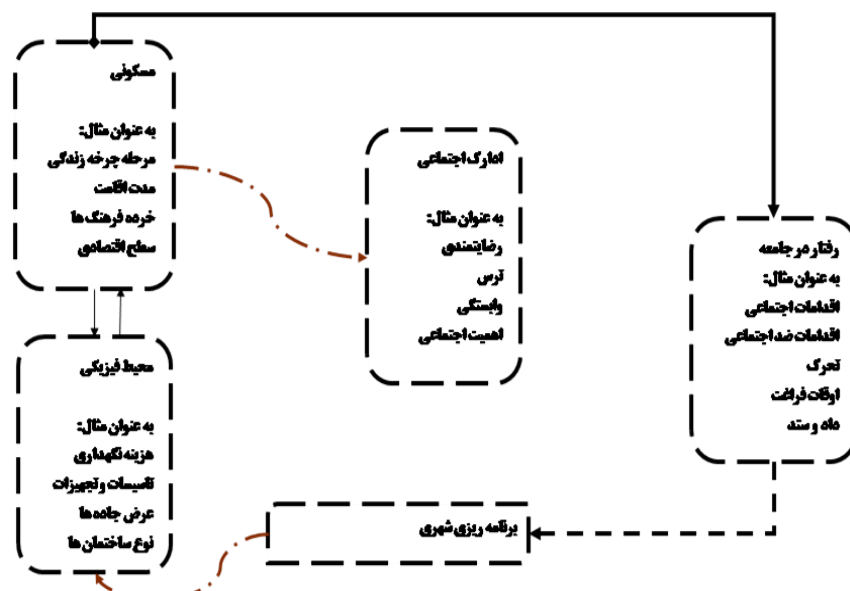 مسکونی
به عنوان مثال:
مرحله چرخه زندگی
مدت اقامت
خرده فرهنگ ها
سطح اقتصادی
ادارک اجتماعی
به عنوان مثال:
رضایتمندی
ترس
وابستگی
اهمیت اجتماعی
رفتار در جامعه
به عنوان مثال:
اقدامات اجتماعی
اقدامات ضد اجتماعی
تحرک
اوقات فراغت
داد و ستد
محیط فیزیکی
به عنوان مثال:
هزینه نگهداری
تاسیسات و تجهیزات
عرض جاده ها
نوع ساختمان ها
برنامه ریزی شهری